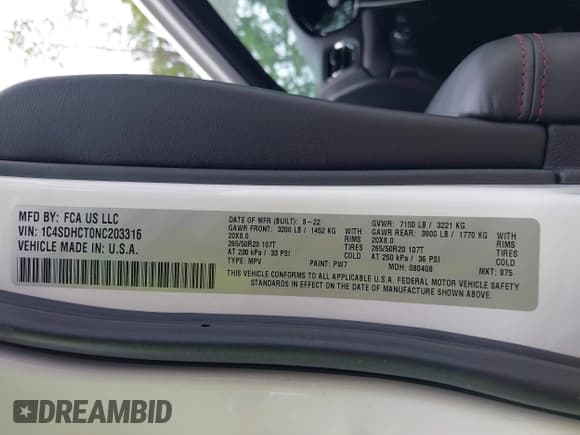 MFD BY: FCA US LLC
VIN: 1C4SDHCT0NC203316
VEHICLE MADE IN: U.S.A.
DATE OF MFR (BUILT): 8-22
GAWR FRONT: 3200 LB / 1452 KG WITH
20X8.0 RIMS
265/50R20 107T TIRES
AT 230 kPa / 33 PSI COLD
TYPE: MPV PAINT: PW7
GVWR: 7100 LB / 3221 KG
GAWR REAR: 3900 LB / 1770 KG WITH
20X8.0 RIMS
265/50R20 107T TIRES
AT 250 kPa / 36 PSI COLD
MDH: 080408 MKT: 875
THIS VEHICLE CONFORMS TO ALL APPLICABLE U.S.A. FEDERAL MOTOR VEHICLE SAFETY
STANDARDS IN EFFECT ON THE DATE OF MANUFACTURE SHOWN ABOVE.
DREAMBID